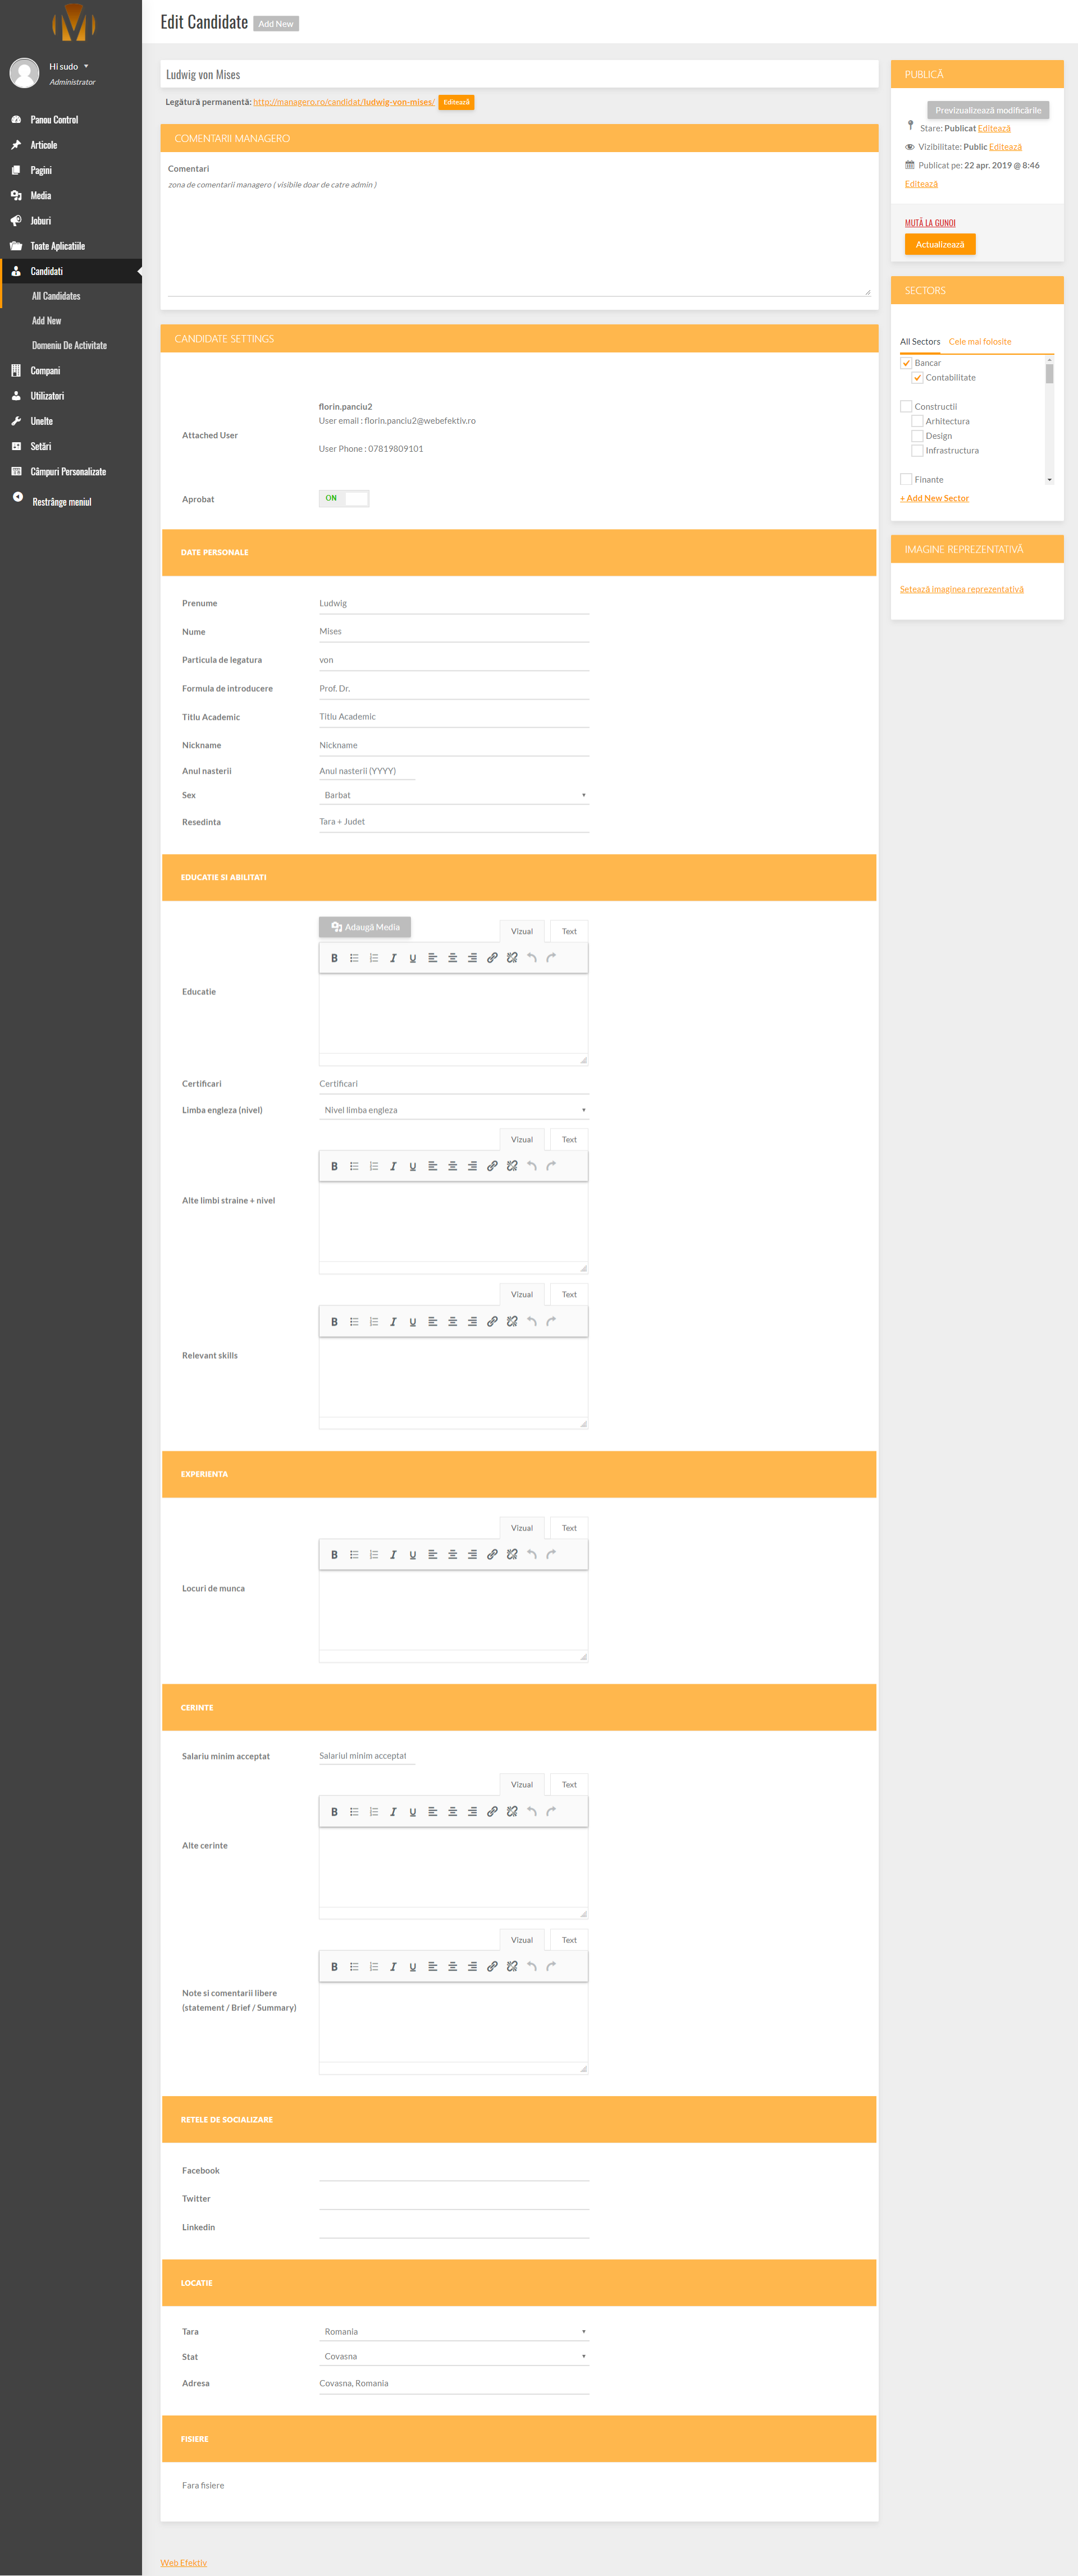 Hi sudo
Administrator
Panou Control
Articole
Pagini
Media
Joburi
Toate Aplicatiile
Candidati
All Candidates
Add New
Domeniu De Activitate
Compani
Utilizatori
Unelte
Setări
Câmpuri Personalizate
Restrânge meniul
Edit Candidate Add New
Ludwig von Mises
Legătură permanentă: http://managero.ro/candidat/ludwig-von-mises/ Editează
COMENTARII MANAGERO
Comentari
zona de comentarii managero ( visibile doar de catre admin )
CANDIDATE SETTINGS
Attached User
florin.panciu2
User email : florin.panciu2@webefektiv.ro
User Phone : 07819809101
Aprobat ON
DATE PERSONALE
Prenume Ludwig
Nume Mises
Particula de legatura von
Formula de introducere Prof. Dr.
Titlu Academic Titlu Academic
Nickname Nickname
Anul nasterii Anul nasterii (YYYY)
Sex Barbat
Resedinta Tara + Judet
EDUCATIE SI ABILITATI
Adaugă Media
Vizual Text
Educatie
Certificari Certificari
Limba engleza (nivel) Nivel limba engleza
Vizual Text
Alte limbi straine + nivel
Vizual Text
Relevant skills
EXPERIENTA
Vizual Text
Locuri de munca
CERINTE
Salariu minim acceptat Salariul minim acceptat
Vizual Text
Alte cerinte
Vizual Text
Note si comentarii libere
(statement / Brief / Summary)
RETELE DE SOCIALIZARE
Facebook
Twitter
Linkedin
LOCATIE
Tara Romania
Stat Covasna
Adresa Covasna, Romania
FISIERE
Fara fisiere
Web Efektiv
PUBLICĂ
Previzualizează modificările
Stare: Publicat Editează
Vizibilitate: Public Editează
Publicat pe: 22 apr. 2019 @ 8:46
Editează
MUTĂ LA GUNOI
Actualizează
SECTORS
All Sectors Cele mai folosite
Bancar
Contabilitate
Constructii
Arhitectura
Design
Infrastructura
Finante
+ Add New Sector
IMAGINE REPREZENTATIVĂ
Setează imaginea reprezentativă